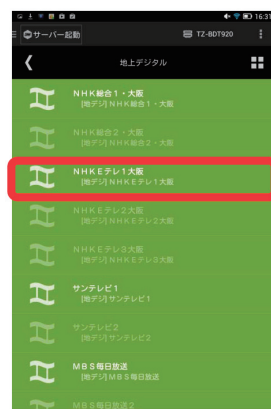 16:31
サーバー起動
TZ-BDT920
地上デジタル
NHK総合1・大阪
[地デジ] NHK総合1・大阪
NHK総合2・大阪
[地デジ] NHK総合2・大阪
NHKEテレ1大阪
[地デジ] NHKEテレ1大阪
NHKEテレ2大阪
[地デジ] NHKEテレ2大阪
NHKEテレ3大阪
[地デジ] NHKEテレ3大阪
サンテレビ1
[地デジ] サンテレビ1
サンテレビ2
[地デジ] サンテレビ2
MBS毎日放送
[地デジ] MBS毎日放送
MBS毎日放送2